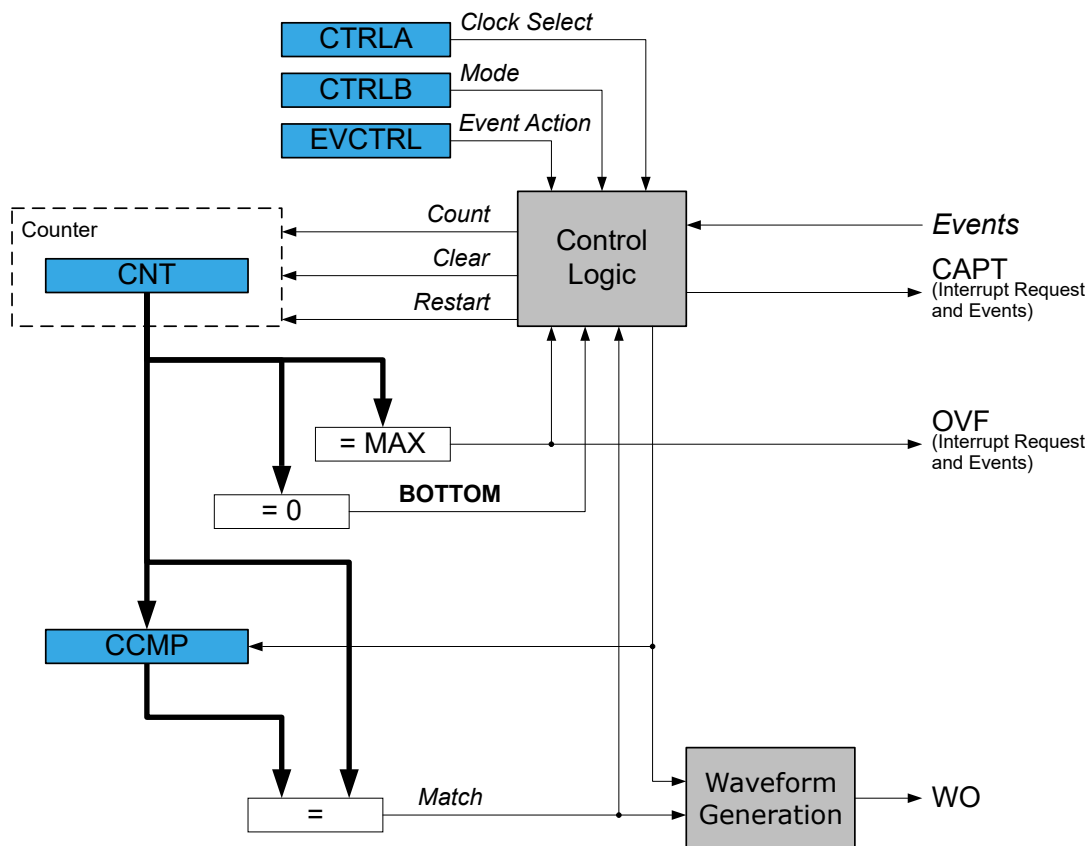 CTRLA
Clock Select
CTRLB
Mode
EVCTRL
Event Action
Counter
CNT
Count
Clear
Restart
Control
Logic
Events
CAPT
(Interrupt Request
and Events)
= MAX
OVF
(Interrupt Request
and Events)
= 0
BOTTOM
CCMP
=
Match
Waveform
Generation
WO